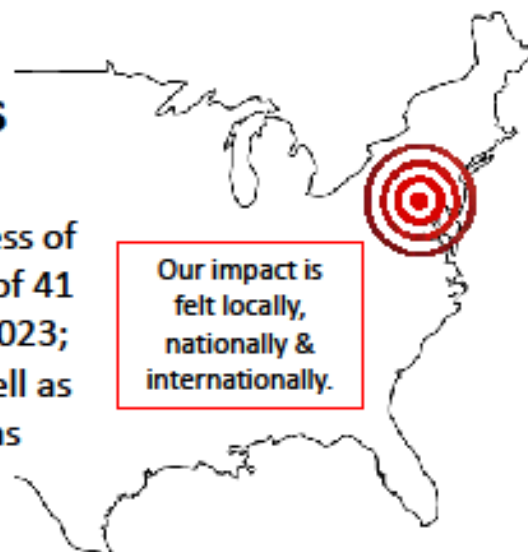 s
ess of
of 41
023;
ell as
ns
Our impact is
felt locally,
nationally &
internationally.